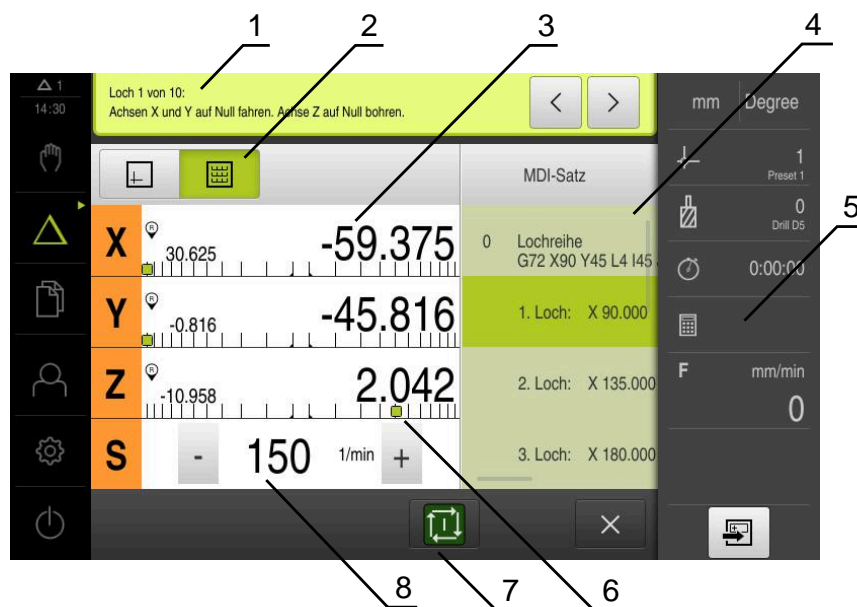 1
2
3
4
△ 1
14:30
Loch 1 von 10:
Achsen X und Y auf Null fahren. Achse Z auf Null bohren.
mm
Degree
1
Preset 1
MDI-Satz
0
Drill D5
5
X
R
30.625
-59.375
0
Lochreihe
G72 X90 Y45 L4 I45
0:00:00
Y
R
-0.816
-45.816
1. Loch: X 90.000
Z
R
-10.958
2.042
2. Loch: X 135.000
F
mm/min
0
S
-
150
1/min
+
3. Loch: X 180.000
8
7
6